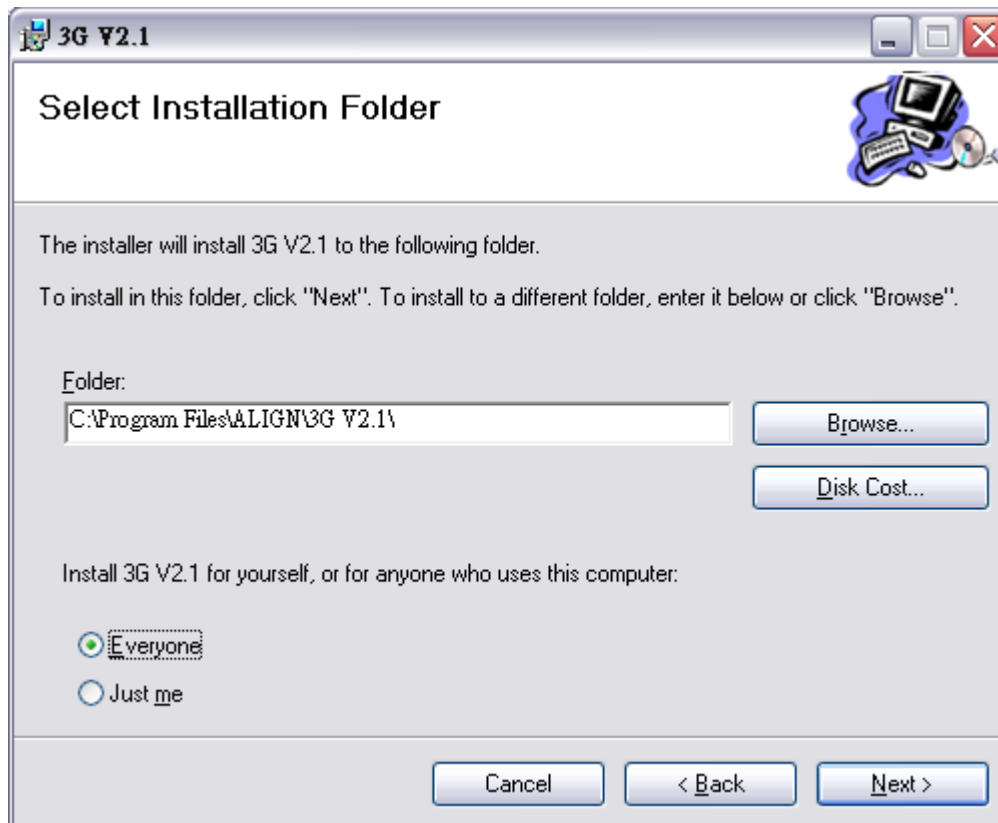 3G V2.1
Select Installation Folder
The installer will install 3G V2.1 to the following folder.
To install in this folder, click "Next". To install to a different folder, enter it below or click "Browse".
Folder:
C:\Program Files\ALIGN\3G V2.1\
Browse...
Disk Cost...
Install 3G V2.1 for yourself, or for anyone who uses this computer:
Everyone
Just me
Cancel
< Back
Next >